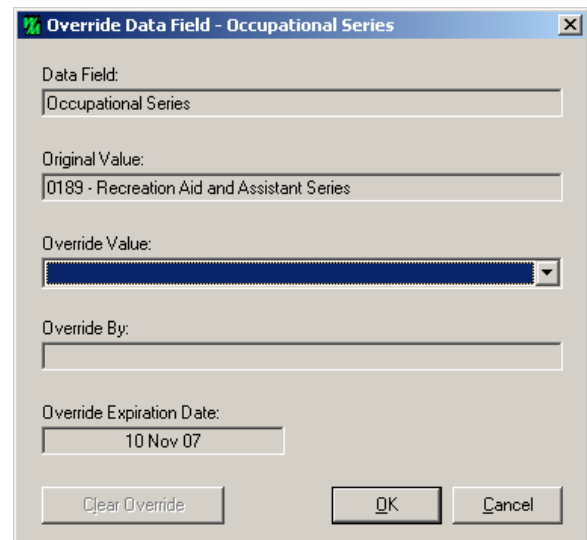 Override Data Field - Occupational Series
Data Field:
Occupational Series
Original Value:
0189 - Recreation Aid and Assistant Series
Override Value:
Override By:
Override Expiration Date:
10 Nov 07
Clear Override OK Cancel